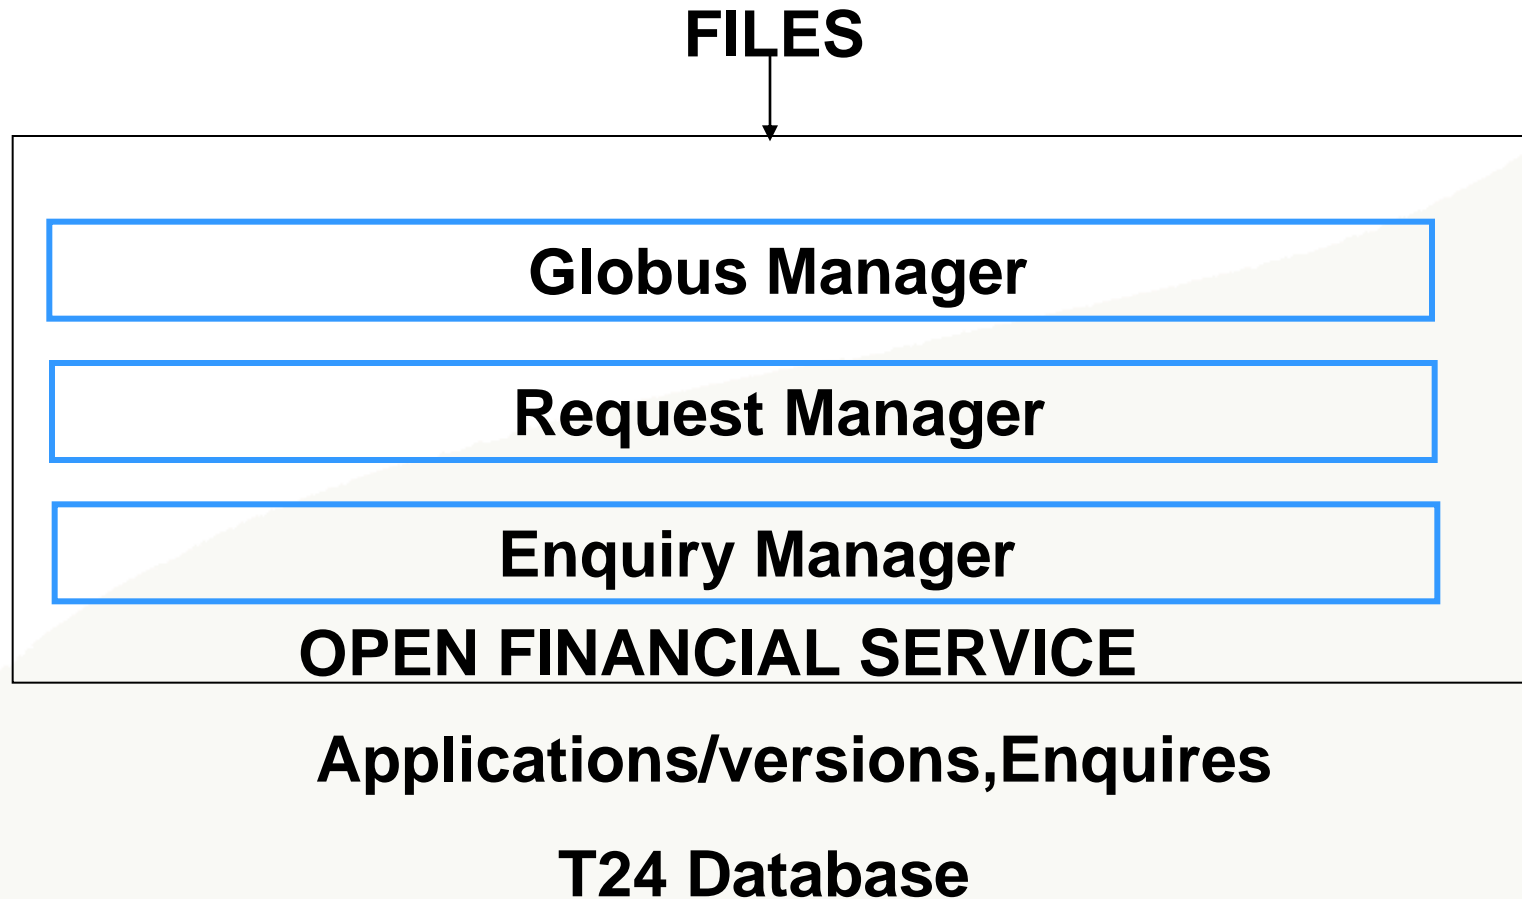 FILES
Globus Manager
Request Manager
Enquiry Manager
OPEN FINANCIAL SERVICE
Applications/versions,Enquires
T24 Database